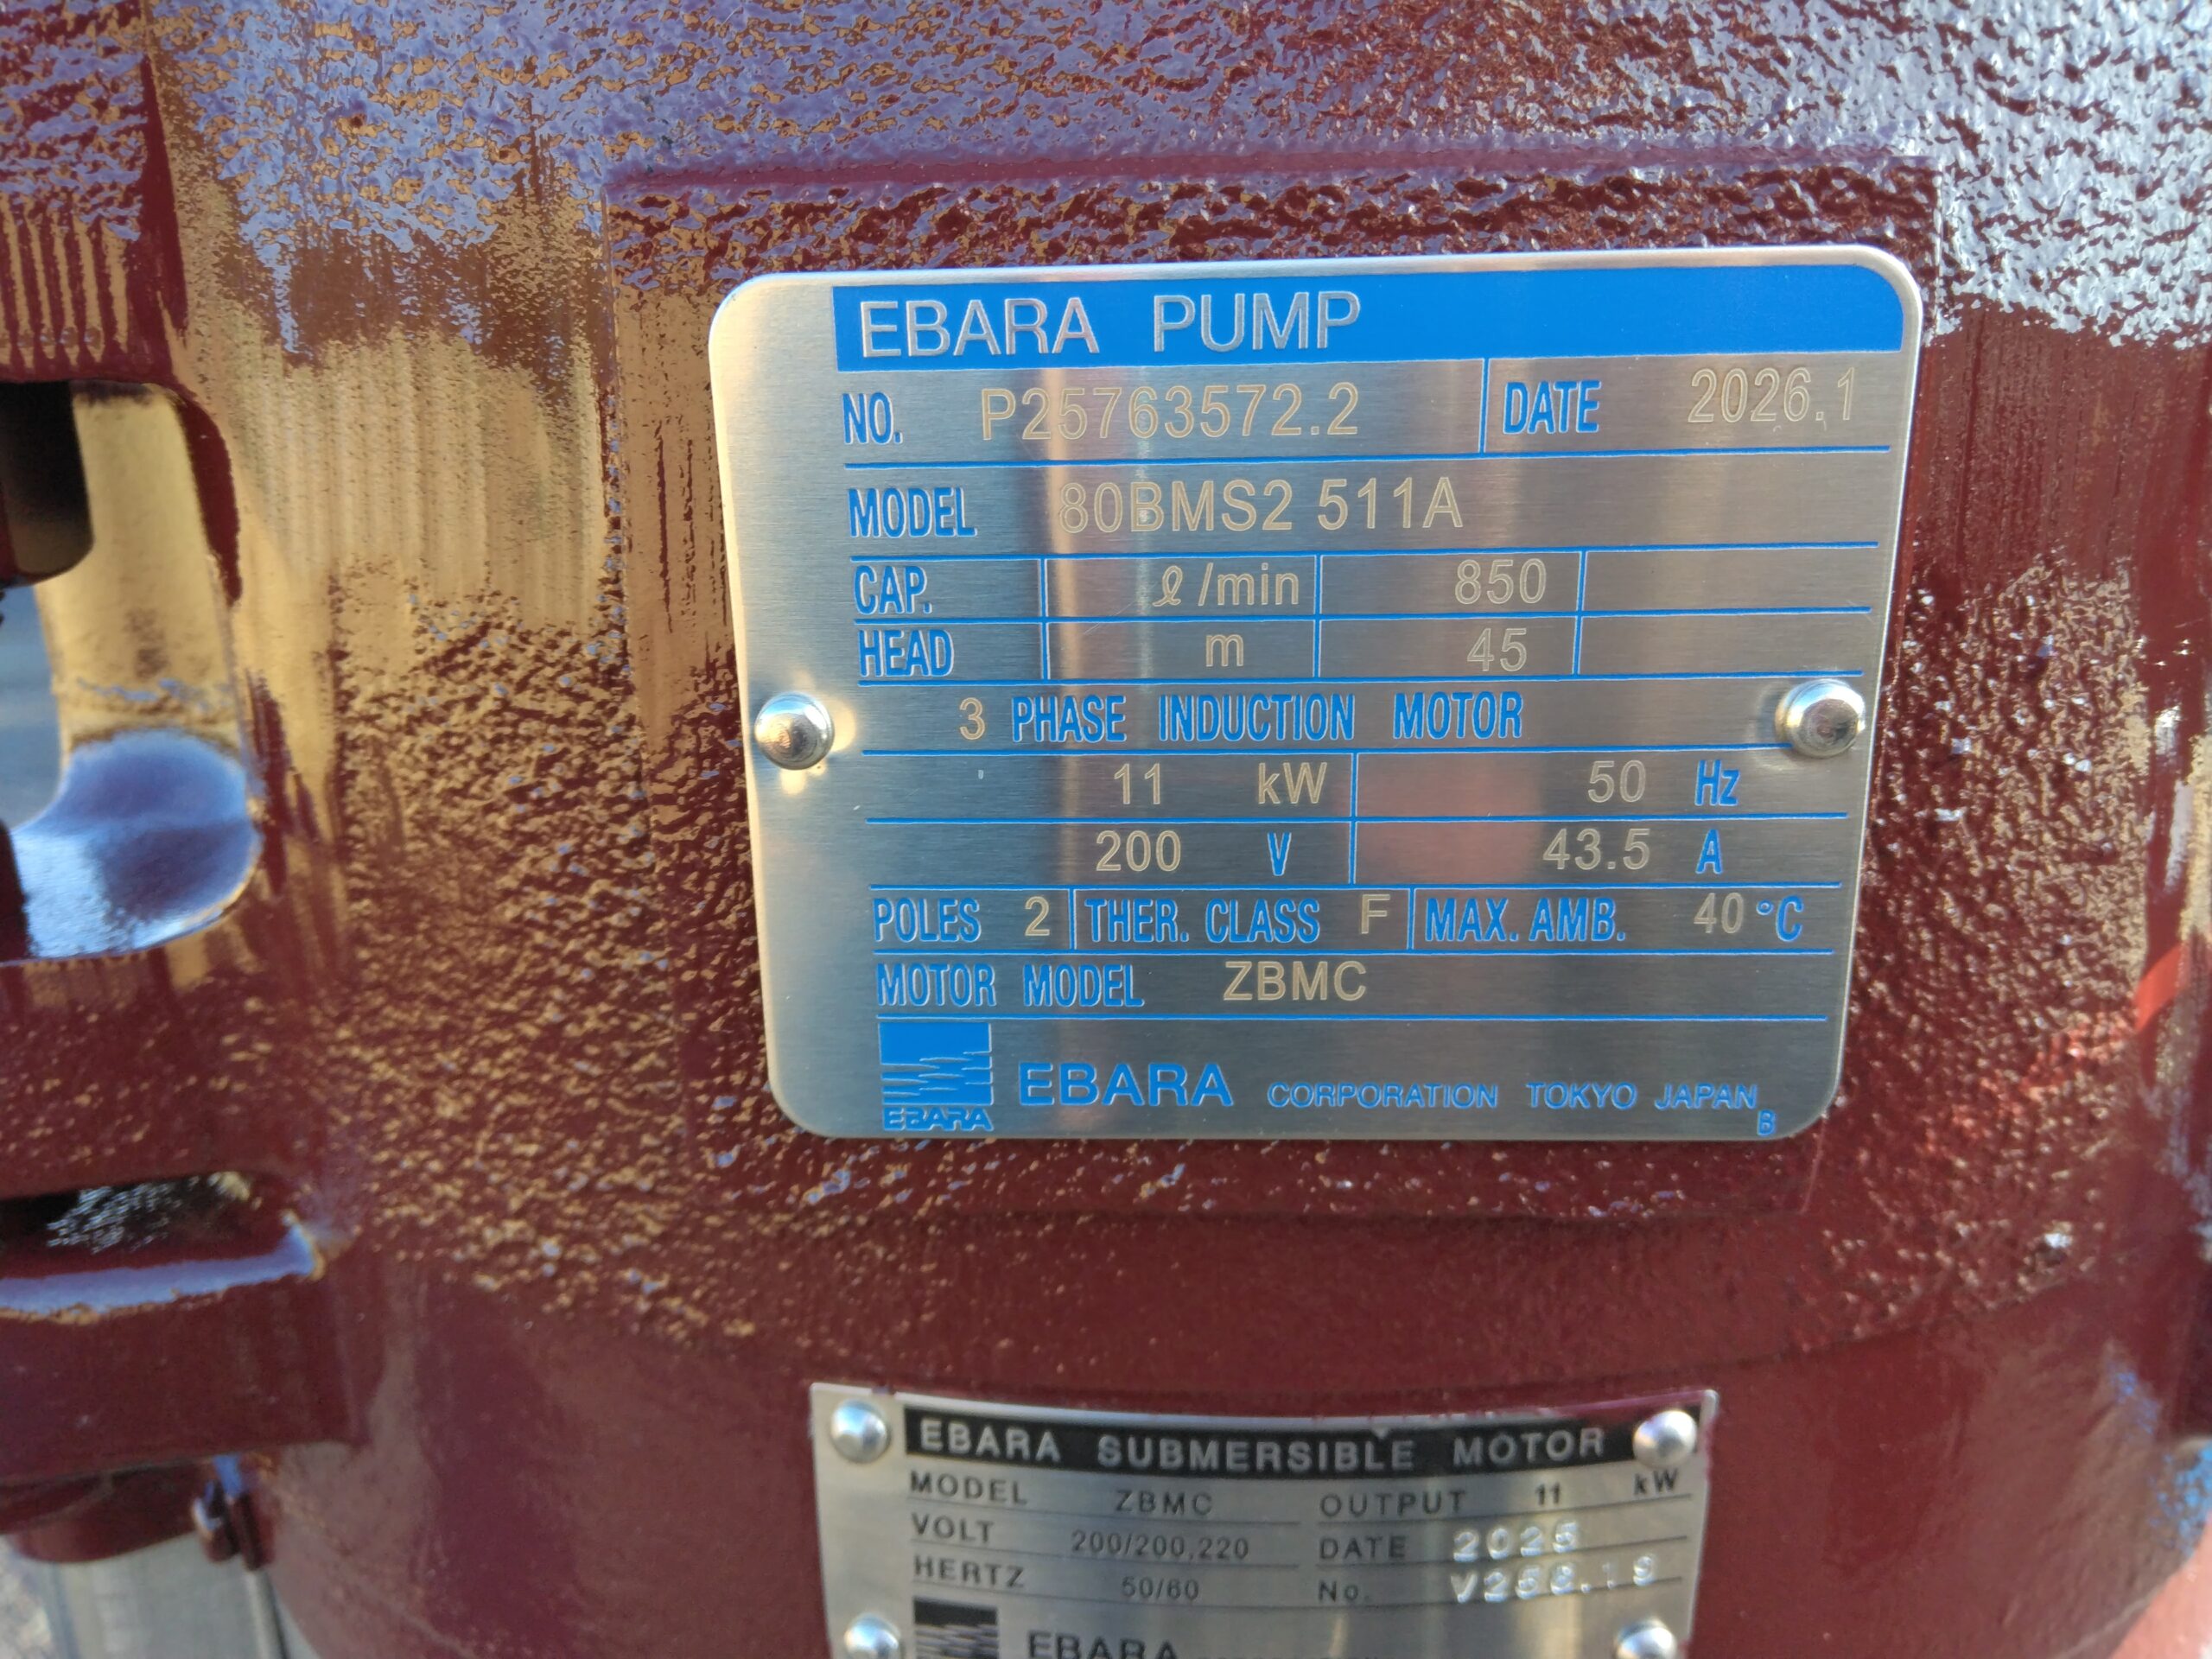 EBARA PUMP
NO. P25763572.2 DATE 2026.1
MODEL 80BMS2 511A
CAP. ℓ/min 850
HEAD m 45
3 PHASE INDUCTION MOTOR
11 kW 50 Hz
200 V 43.5 A
POLES 2 THER. CLASS F MAX. AMB. 40 °C
MOTOR MODEL ZBMC
EBARA EBARA CORPORATION TOKYO JAPAN
B
EBARA SUBMERSIBLE MOTOR
MODEL ZBMC OUTPUT 11 kW
VOLT 200/200,220 DATE 2025
HERTZ 50/60 No.
EBARA